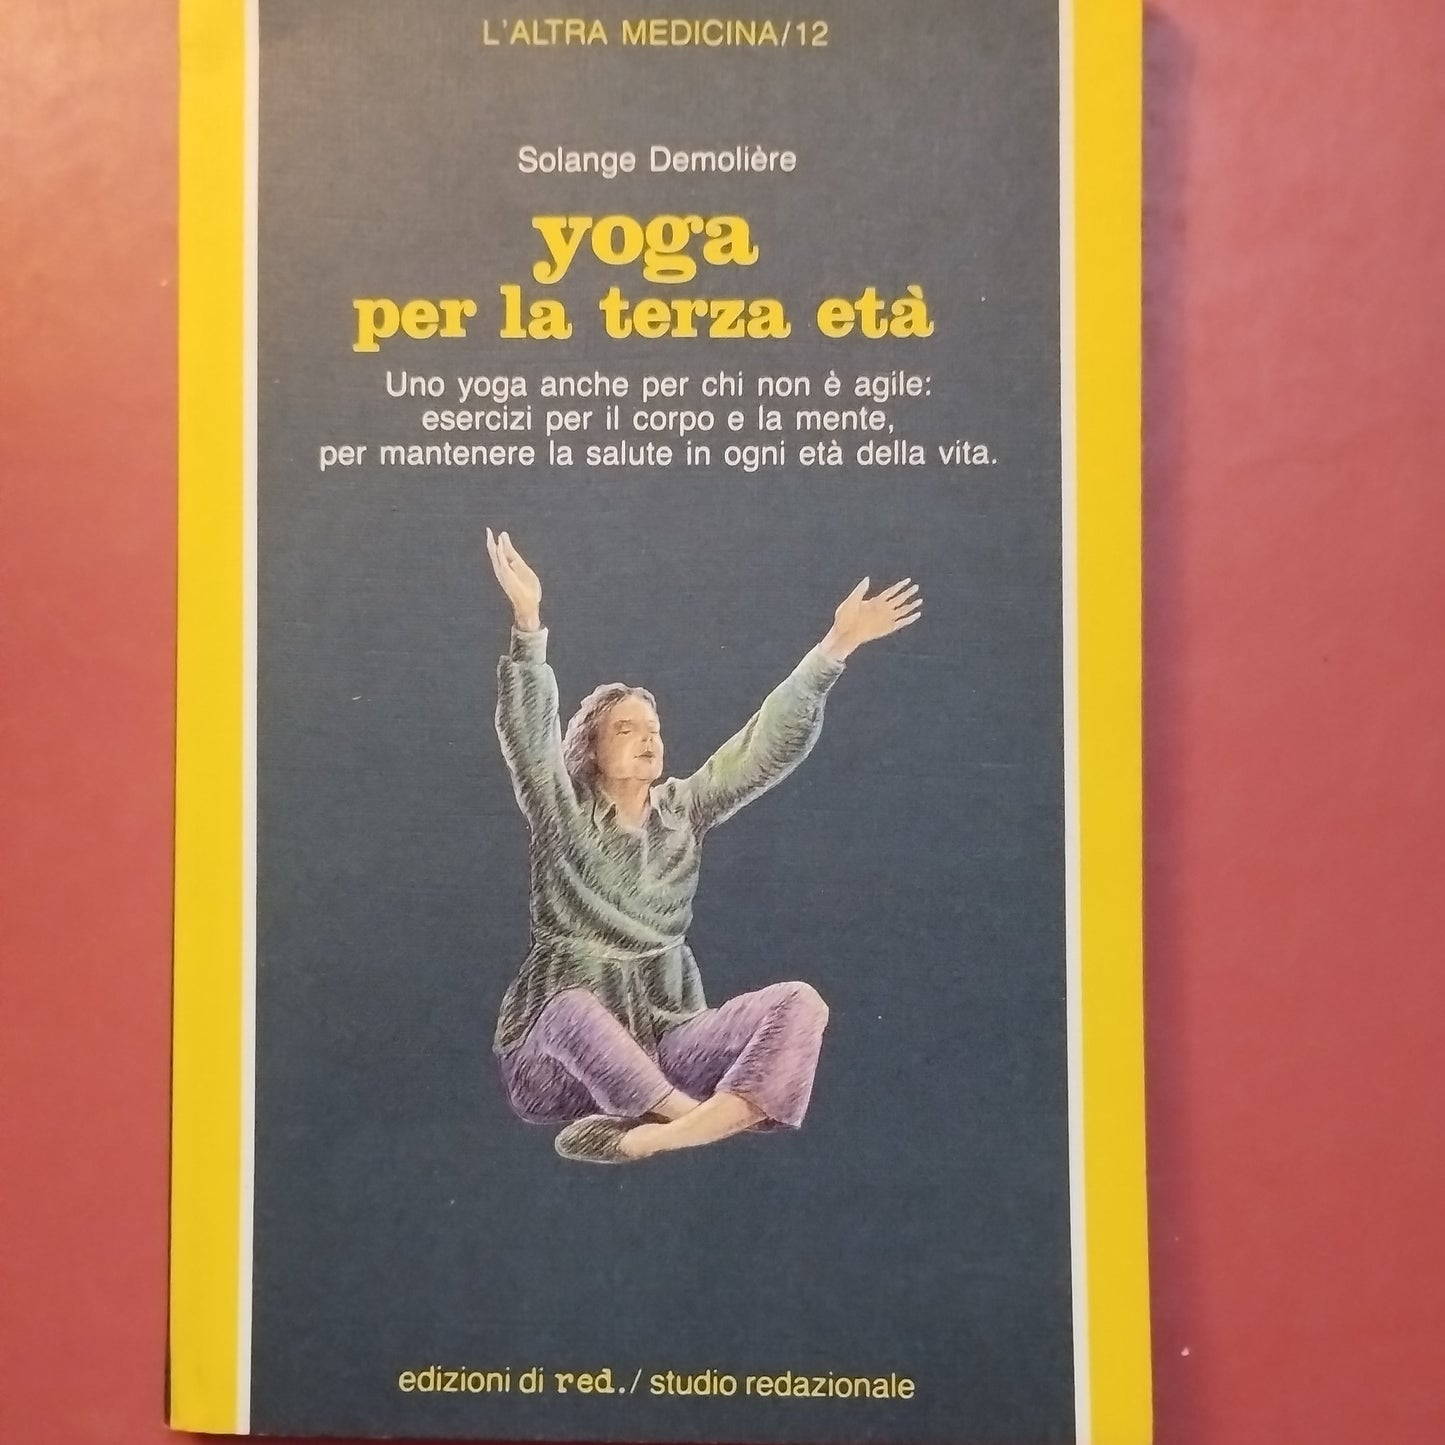 L'ALTRA MEDICINA/12
Solange Demolière
yoga
per la terza età
Uno yoga anche per chi non è agile:
esercizi per il corpo e la mente,
per mantenere la salute in ogni età della vita.
edizioni di red./ studio redazionale